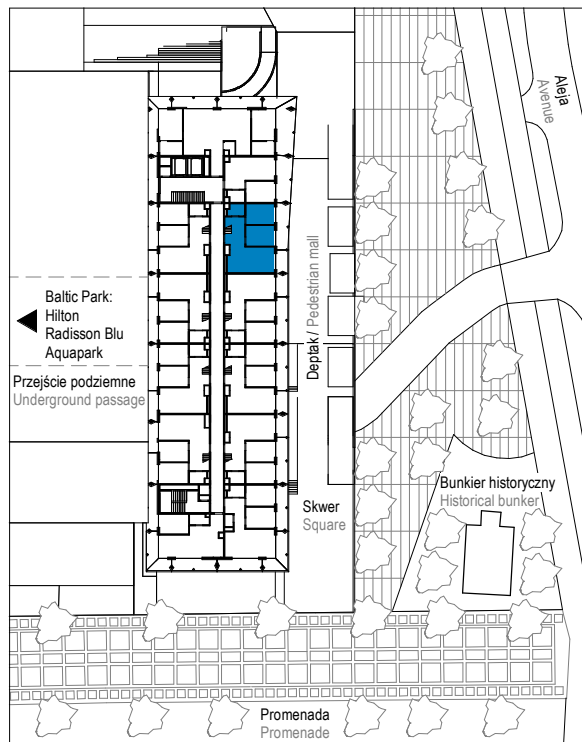 Aleja
Avenue
Deptak / Pedestrian mall
Baltic Park:
Hilton
Radisson Blu
Aquapark
Przejście podziemne
Underground passage
Bunkier historyczny
Historical bunker
Skwer
Square
Promenada
Promenade